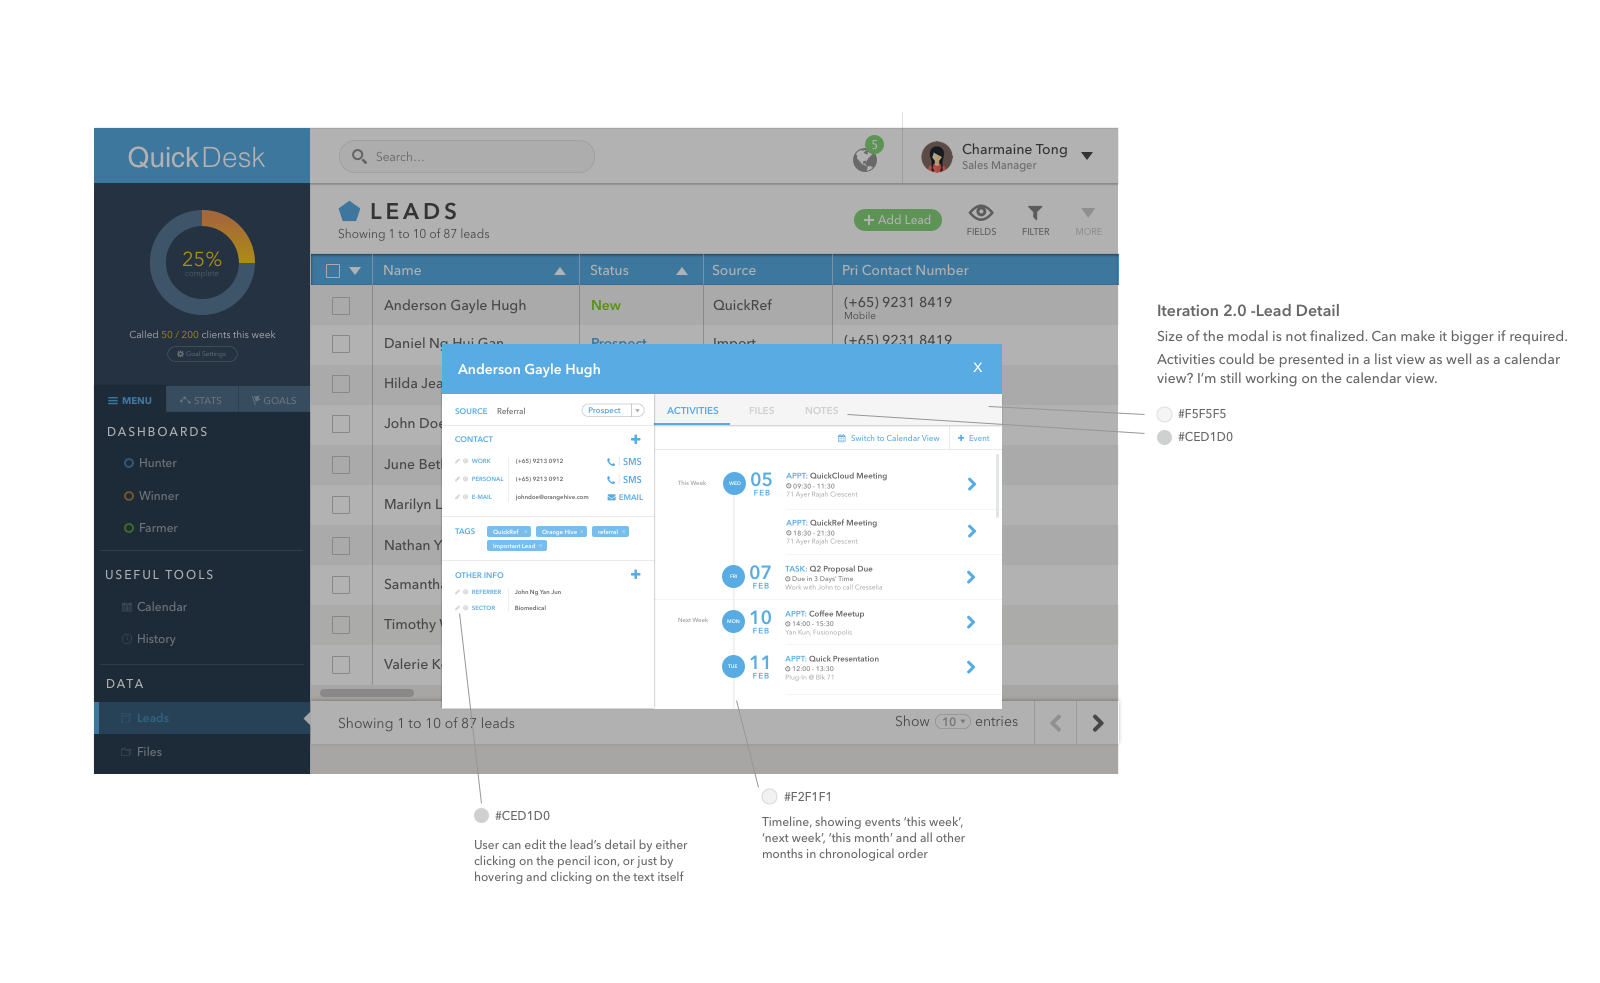 QuickDesk
Search...
5
Charmaine Tong
Sales Manager
25%
complete
Called 50 / 200 clients this week
Goal Settings
MENU
STATS
GOALS
DASHBOARDS
Hunter
Winner
Farmer
USEFUL TOOLS
Calendar
History
DATA
Leads
Files
LEADS
Showing 1 to 10 of 87 leads
+ Add Lead
FIELDS
FILTER
MORE
Name
Status
Source
Pri Contact Number
Anderson Gayle Hugh
New
QuickRef
(+65) 9231 8419
Mobile
Daniel Ng Hui Gan
Prospect
Import
(+65) 9231 8419
Hilda Jea
John Doe
June Bet
Marilyn L
Nathan Y
Samantha
Timothy
Valerie K
Showing 1 to 10 of 87 leads
Show 10 entries
Anderson Gayle Hugh
X
SOURCE Referral
Prospect
CONTACT
+
WORK (+65) 9213 0912 SMS
PERSONAL (+65) 9213 0912 SMS
E-MAIL johndoe@orangehive.com EMAIL
TAGS
QuickRef ×
Orange Hive ×
referral ×
Important Lead ×
OTHER INFO
+
REFERRER John Ng Yan Jun
SECTOR Biomedical
ACTIVITIES
FILES
NOTES
Switch to Calendar View
+ Event
This Week
WED
05
FEB
APPT: QuickCloud Meeting
09:30 - 11:30
71 Ayer Rajah Crescent
APPT: QuickRef Meeting
18:30 - 21:30
71 Ayer Rajah Crescent
FRI
07
FEB
TASK: Q2 Proposal Due
Due in 3 Days' Time
Work with John to call Cresselia
Next Week
MON
10
FEB
APPT: Coffee Meetup
14:00 - 15:30
Yan Kun, Fusionopolis
TUE
11
FEB
APPT: Quick Presentation
12:00 - 13:30
Plug-In @ Blk 71
Iteration 2.0 -Lead Detail
Size of the modal is not finalized. Can make it bigger if required.
Activities could be presented in a list view as well as a calendar
view? I'm still working on the calendar view.
#F5F5F5
#CED1D0
#CED1D0
User can edit the lead's detail by either
clicking on the pencil icon, or just by
hovering and clicking on the text itself
#F2F1F1
Timeline, showing events 'this week',
'next week', 'this month' and all other
months in chronological order